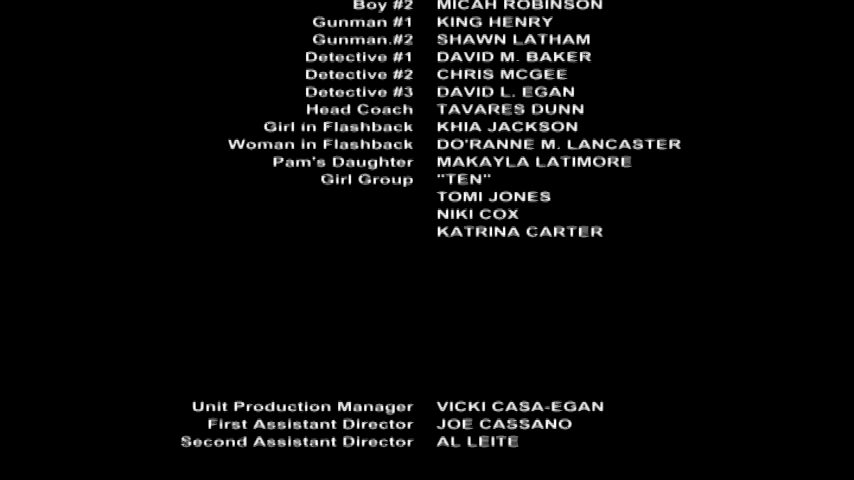 Boy #2 MICAH ROBINSON
Gunman #1 KING HENRY
Gunman.#2 SHAWN LATHAM
Detective #1 DAVID M. BAKER
Detective #2 CHRIS MCGEE
Detective #3 DAVID L. EGAN
Head Coach TAVARES DUNN
Girl in Flashback KHIA JACKSON
Woman in Flashback DO'RANNE M. LANCASTER
Pam's Daughter MAKAYLA LATIMORE
Girl Group "TEN"
TOMI JONES
NIKI COX
KATRINA CARTER
Unit Production Manager VICKI CASA-EGAN
First Assistant Director JOE CASSANO
Second Assistant Director AL LEITE